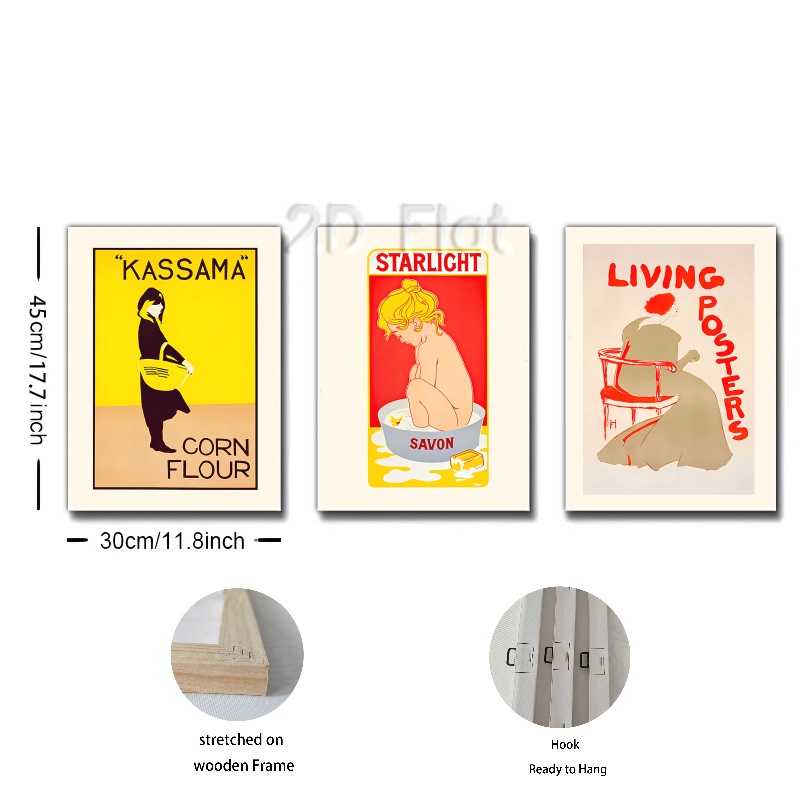 2D Flat
45cm/17.7inch
"KASSAMA"
CORN
FLOUR
STARLIGHT
SAVON
LIVING
POSTERS
H
30cm/11.8inch
stretched on
wooden Frame
Hook
Ready to Hang